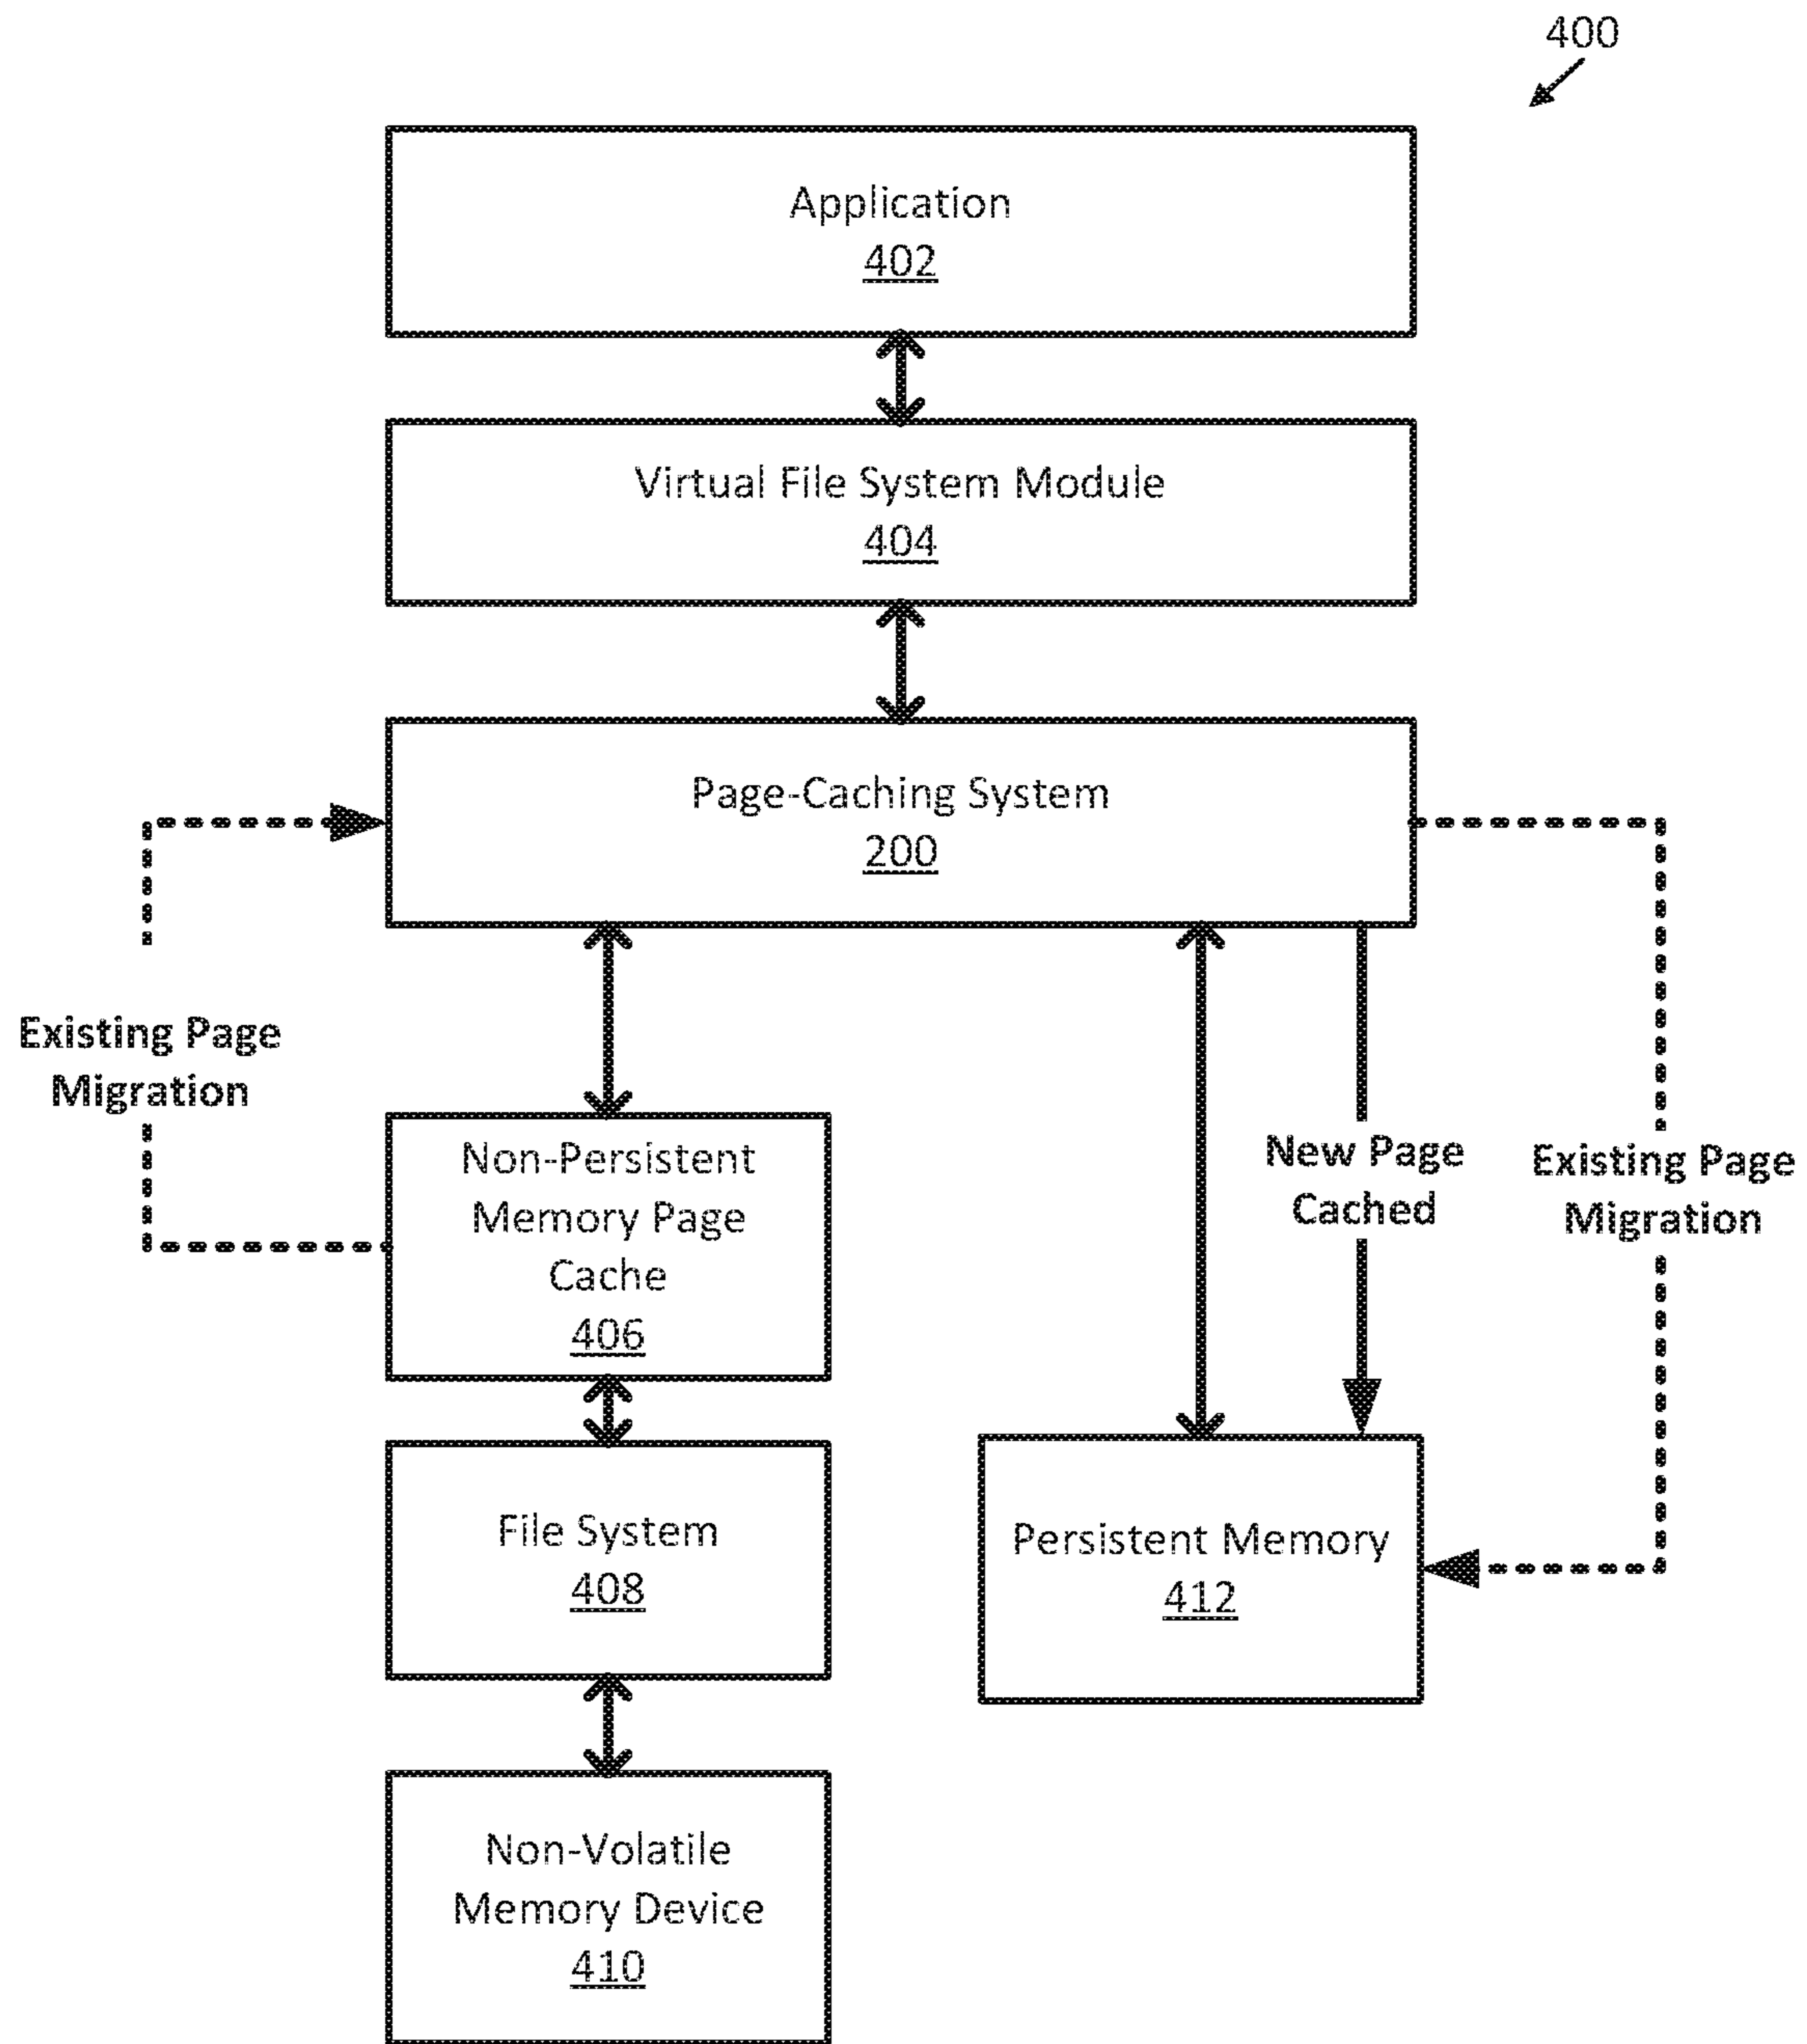 400
Application
402
Virtual File System Module
404
Page-Caching System
200
Existing Page
Migration
Non-Persistent
Memory Page
Cache
406
New Page
Cached
Existing Page
Migration
File System
408
Persistent Memory
412
Non-Volatile
Memory Device
410